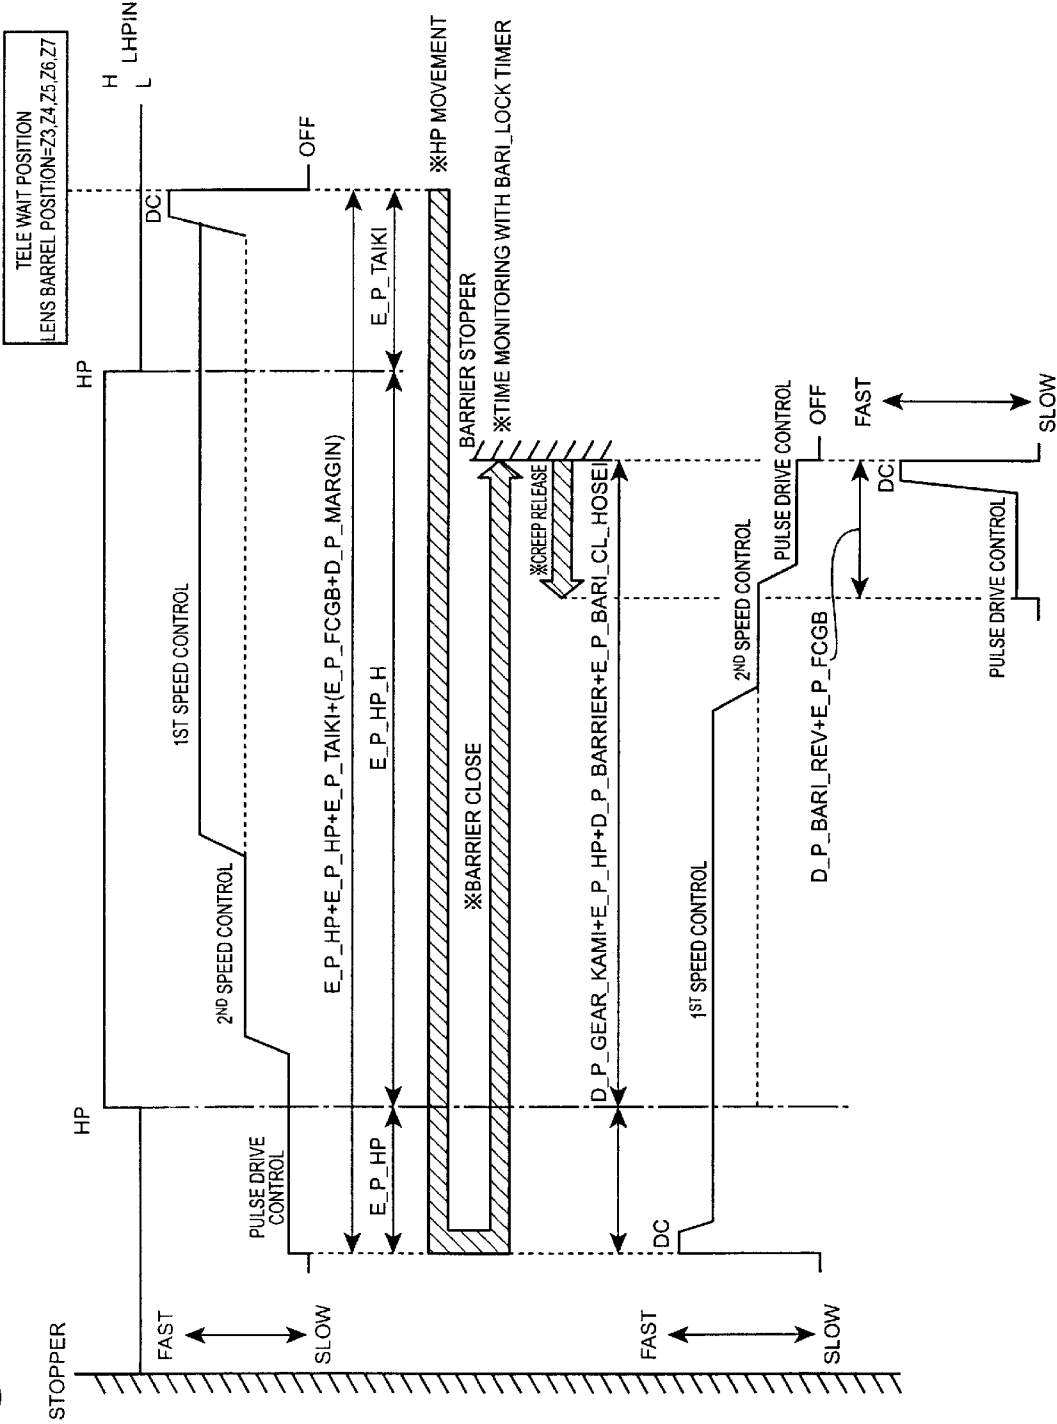 TELE WAIT POSITION
LENS BARREL POSITION=Z3,Z4,Z5,Z6,Z7
H
L
LHPIN
HP
HP
STOPPER
DC
OFF
1ST SPEED CONTROL
2ND SPEED CONTROL
PULSE DRIVE
CONTROL
FAST
SLOW
E_P_HP+E_P_HP+E_P_TAIKI+(E_P_FCGB+D_P_MARGIN)
E_P_HP
E_P_HP_H
E_P_TAIKI
※HP MOVEMENT
BARRIER STOPPER
※TIME MONITORING WITH BARI_LOCK TIMER
※BARRIER CLOSE
※CREEP RELEASE
D_P_GEAR_KAMI+E_P_HP+D_P_BARRIER+E_P_BARI_CL_HOSEI
FAST
SLOW
DC
1ST SPEED CONTROL
2ND SPEED CONTROL
PULSE DRIVE CONTROL
OFF
D_P_BARI_REV+E_P_FCGB
FAST
SLOW
DC
PULSE DRIVE CONTROL